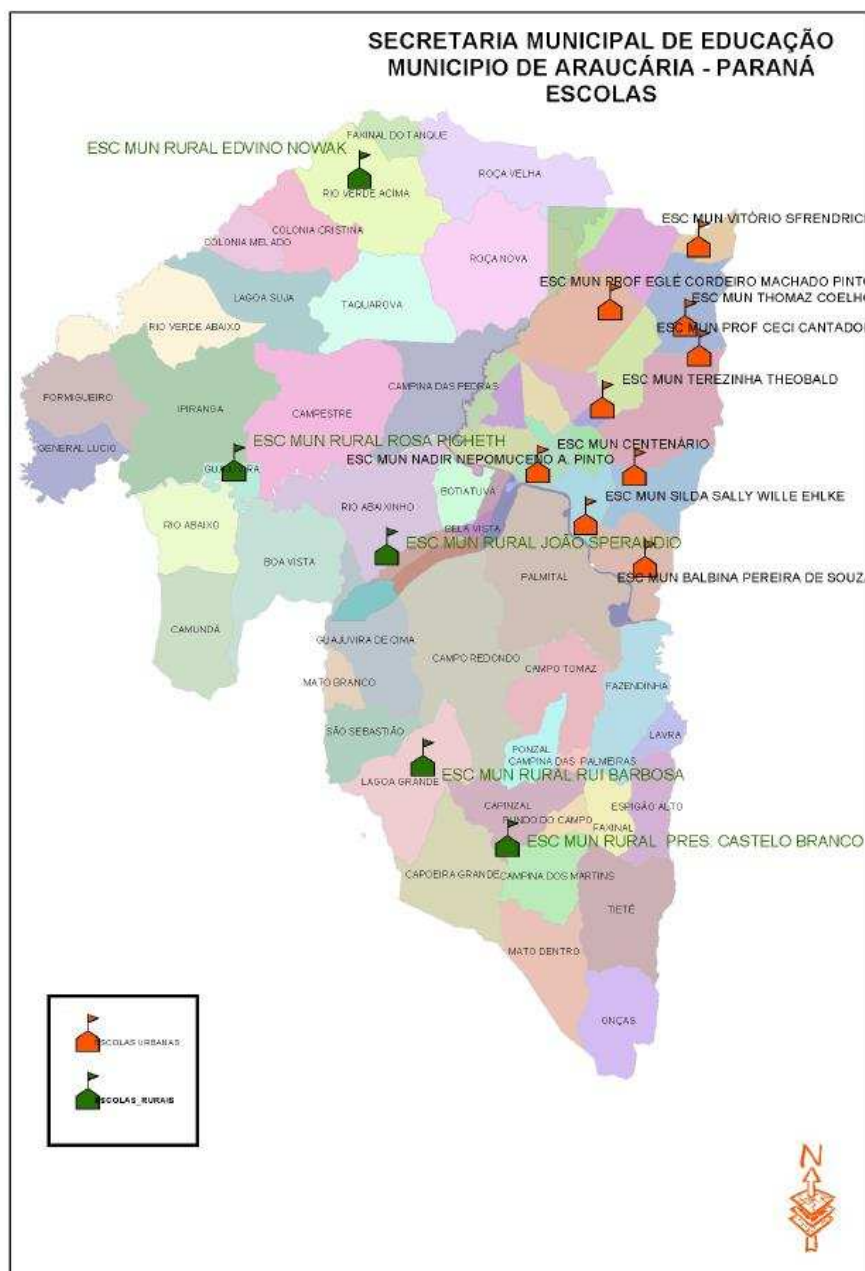 SECRETARIA MUNICIPAL DE EDUCAÇÃO
MUNICIPIO DE ARAUCÁRIA - PARANÁ
ESCOLAS
FAXINAL DO TANQUE
ESC MUN RURAL EDVINO NOWAK
ROÇA VELHA
RIO VERDE ACIMA
ESC MUN VITÓRIO SFRENDRICH
COLONIA CRISTINA
COLONIA MELADO
ROÇA NOVA
ESC MUN PROF EGLÉ CORDEIRO MACHADO PINTO
LAGOA SUJA
TAQUAROVA
ESC MUN THOMAZ COELHO
RIO VERDE ABAIXO
ESC MUN PROF CECI CANTADOR
CAMPINA DAS PEDRAS
ESC MUN TEREZINHA THEOBALD
FORMIGUEIRO
IPIRANGA
CAMPESTRE
ESC MUN RURAL ROSA PICHETH
ESC MUN CENTENÁRIO
GENERAL LUCIO
GUAJUVIRA
ESC MUN NADIR NEPOMUCENO A. PINTO
BOTIATUVA
ESC MUN SILDA SALLY WILLE EHLKE
RIO ABAIXINHO
RIO ABAIXO
BELA VISTA
ESC MUN RURAL JOÃO SPERANDIO
BOA VISTA
PALMITAL
ESC MUN BALBINA PEREIRA DE SOUZA
CAMUNDÁ
GUAJUVIRA DE CIMA
CAMPO REDONDO
CAMPO TOMAZ
MATO BRANCO
FAZENDINHA
SÃO SEBASTIÃO
LAVRA
PONZAL
CAMPINA DAS PALMEIRAS
LAGOA GRANDE
ESC MUN RURAL RUI BARBOSA
CAPINZAL
ESPIGÃO ALTO
FUNDO DO CAMPO
FAXINAL
ESC MUN RURAL PRES. CASTELO BRANCO
CAPOEIRA GRANDE
CAMPINA DOS MARTINS
TIETÊ
MATO DENTRO
ONÇAS
ESCOLAS URBANAS
ESCOLAS_RURAIS
N